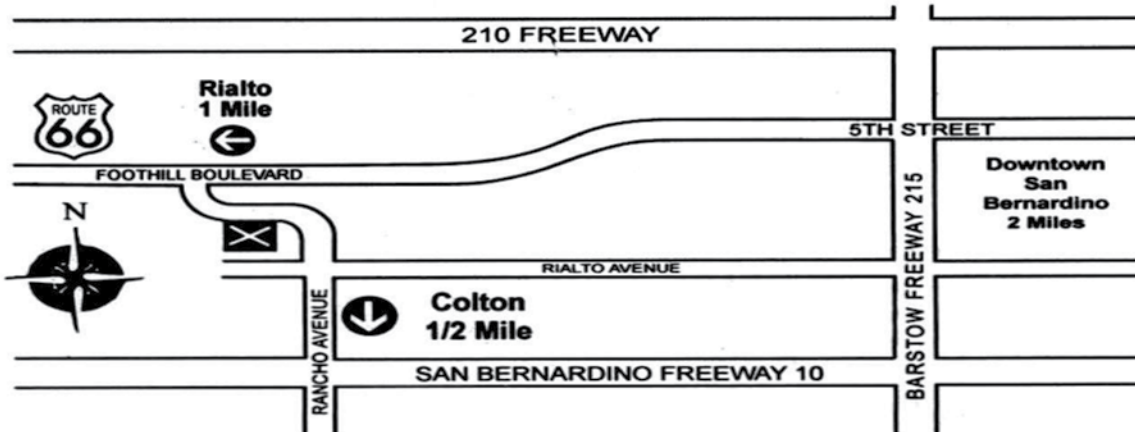 210 FREEWAY
Rialto
1 Mile
ROUTE
66
5TH STREET
FOOTHILL BOULEVARD
Downtown
San
Bernardino
2 Miles
N
RIALTO AVENUE
BARSTOW FREEWAY 215
Colton
1/2 Mile
RANCHO AVENUE
SAN BERNARDINO FREEWAY 10